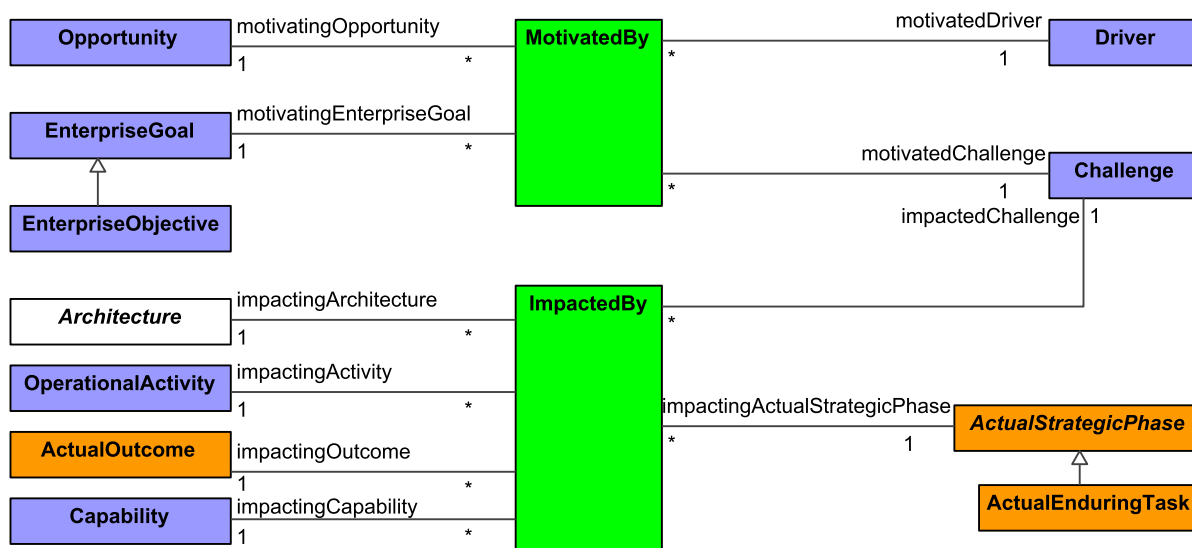 Opportunity
motivatingOpportunity
1
*
MotivatedBy
motivatedDriver
*
1
Driver
EnterpriseGoal
motivatingEnterpriseGoal
1
*
motivatedChallenge
*
1
Challenge
EnterpriseObjective
impactedChallenge
1
Architecture
impactingArchitecture
1
*
ImpactedBy
*
OperationalActivity
impactingActivity
1
*
impactingActualStrategicPhase
*
1
ActualStrategicPhase
ActualOutcome
impactingOutcome
1
*
Capability
impactingCapability
1
*
ActualEnduringTask